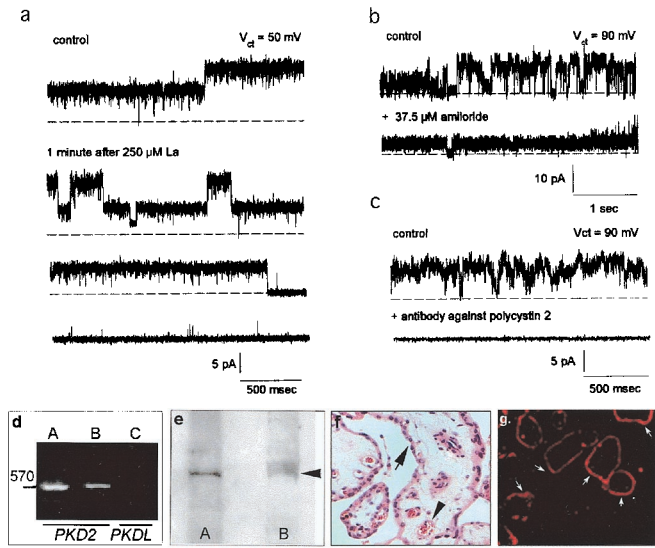 a
control
Vct = 50 mV
1 minute after 250 µM La
5 pA
500 msec
b
control
Vct = 90 mV
+ 37.5 µM amiloride
10 pA
1 sec
c
control
Vct = 90 mV
+ antibody against polycystin 2
5 pA
500 msec
d
A B C
570
PKD2 PKDL
e
A B
f
g.